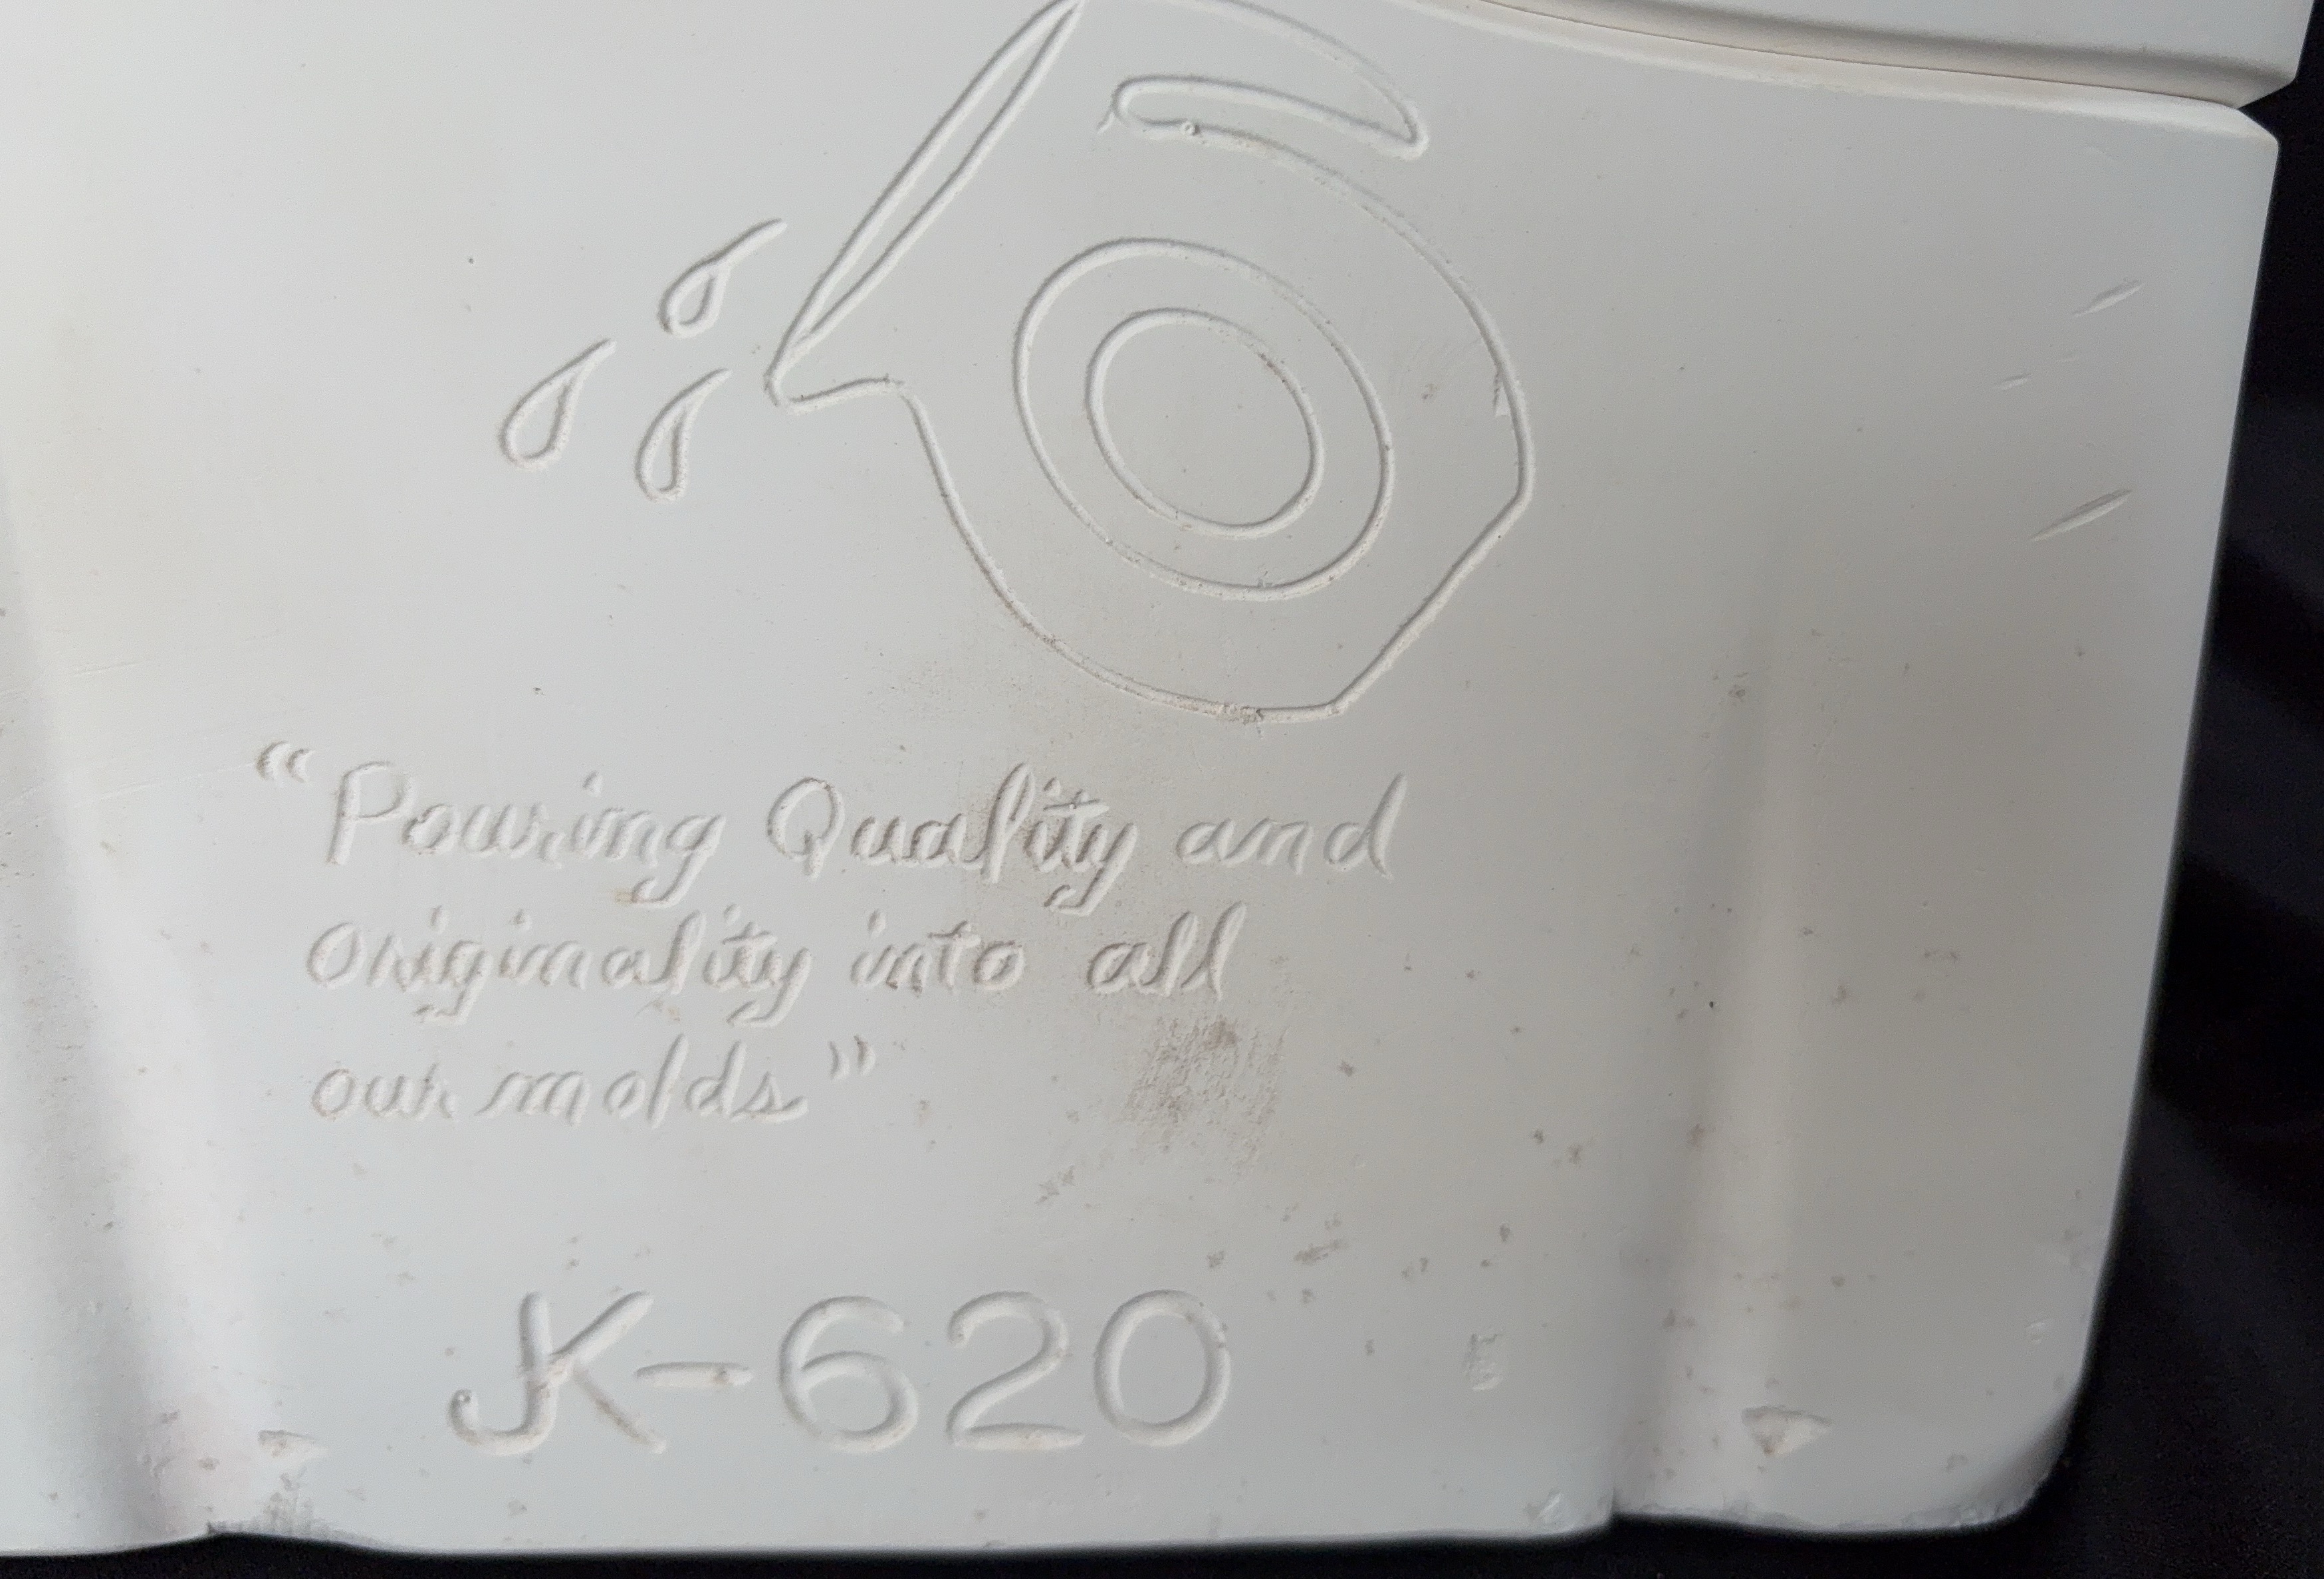 “Pouring Quality and
originality into all
our molds”
JK-620